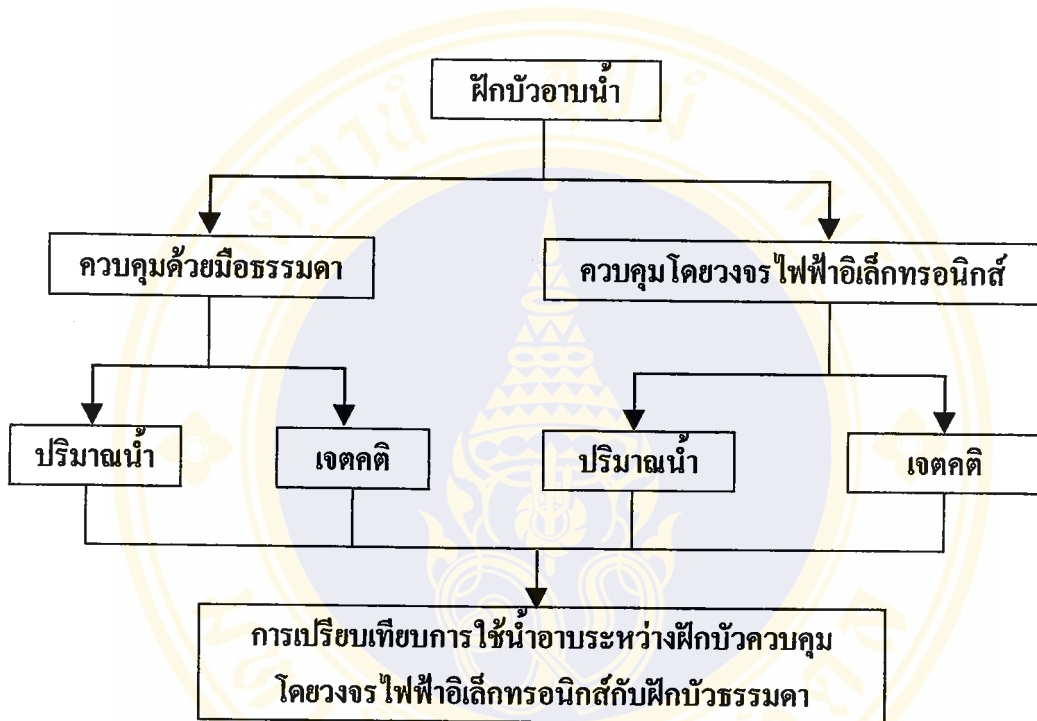 ฝักบัวอาบน้ำ
ควบคุมด้วยมือธรรมดา
ควบคุมโดยวงจรไฟฟ้าอิเล็กทรอนิกส์
ปริมาณน้ำ
เจตคติ
ปริมาณน้ำ
เจตคติ
การเปรียบเทียบการใช้น้ำอาบระหว่างฝักบัวควบคุม
โดยวงจรไฟฟ้าอิเล็กทรอนิกส์กับฝักบัวธรรมดา